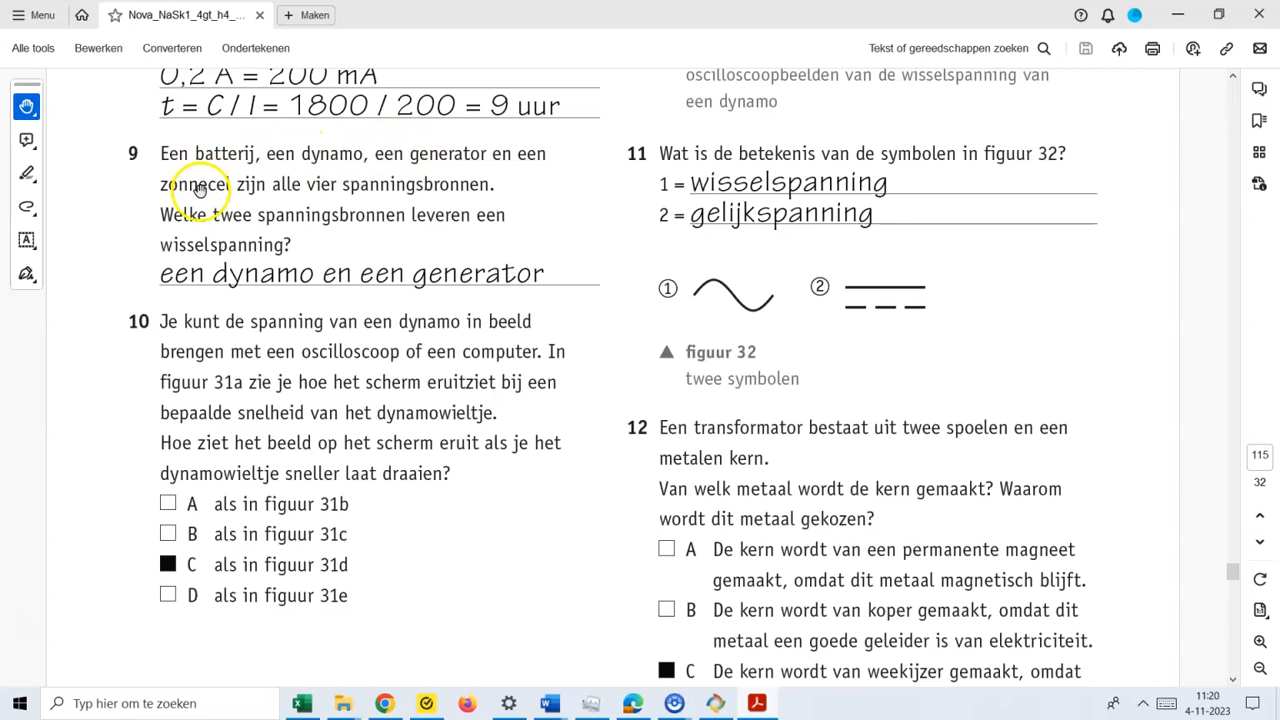 Menu
Nova_NaSk1_4gt_h4_...
Maken
Alle tools
Bewerken
Converteren
Ondertekenen
Tekst of gereedschappen zoeken
0,2 A = 200 mA
t = C / I = 1800 / 200 = 9 uur
9 Een batterij, een dynamo, een generator en een
zonnecel zijn alle vier spanningsbronnen.
Welke twee spanningsbronnen leveren een
wisselspanning?
een dynamo en een generator
10 Je kunt de spanning van een dynamo in beeld
brengen met een oscilloscoop of een computer. In
figuur 31a zie je hoe het scherm eruitziet bij een
bepaalde snelheid van het dynamowieltje.
Hoe ziet het beeld op het scherm eruit als je het
dynamowieltje sneller laat draaien?
A als in figuur 31b
B als in figuur 31c
C als in figuur 31d
D als in figuur 31e
oscilloscoopbeelden van de wisselspanning van
een dynamo
11 Wat is de betekenis van de symbolen in figuur 32?
1 = wisselspanning
2 = gelijkspanning
① ②
▲ figuur 32
twee symbolen
12 Een transformator bestaat uit twee spoelen en een
metalen kern.
Van welk metaal wordt de kern gemaakt? Waarom
wordt dit metaal gekozen?
A De kern wordt van een permanente magneet
gemaakt, omdat dit metaal magnetisch blijft.
B De kern wordt van koper gemaakt, omdat dit
metaal een goede geleider is van elektriciteit.
C De kern wordt van weekijzer gemaakt, omdat
115
32
Typ hier om te zoeken
11:20
4-11-2023